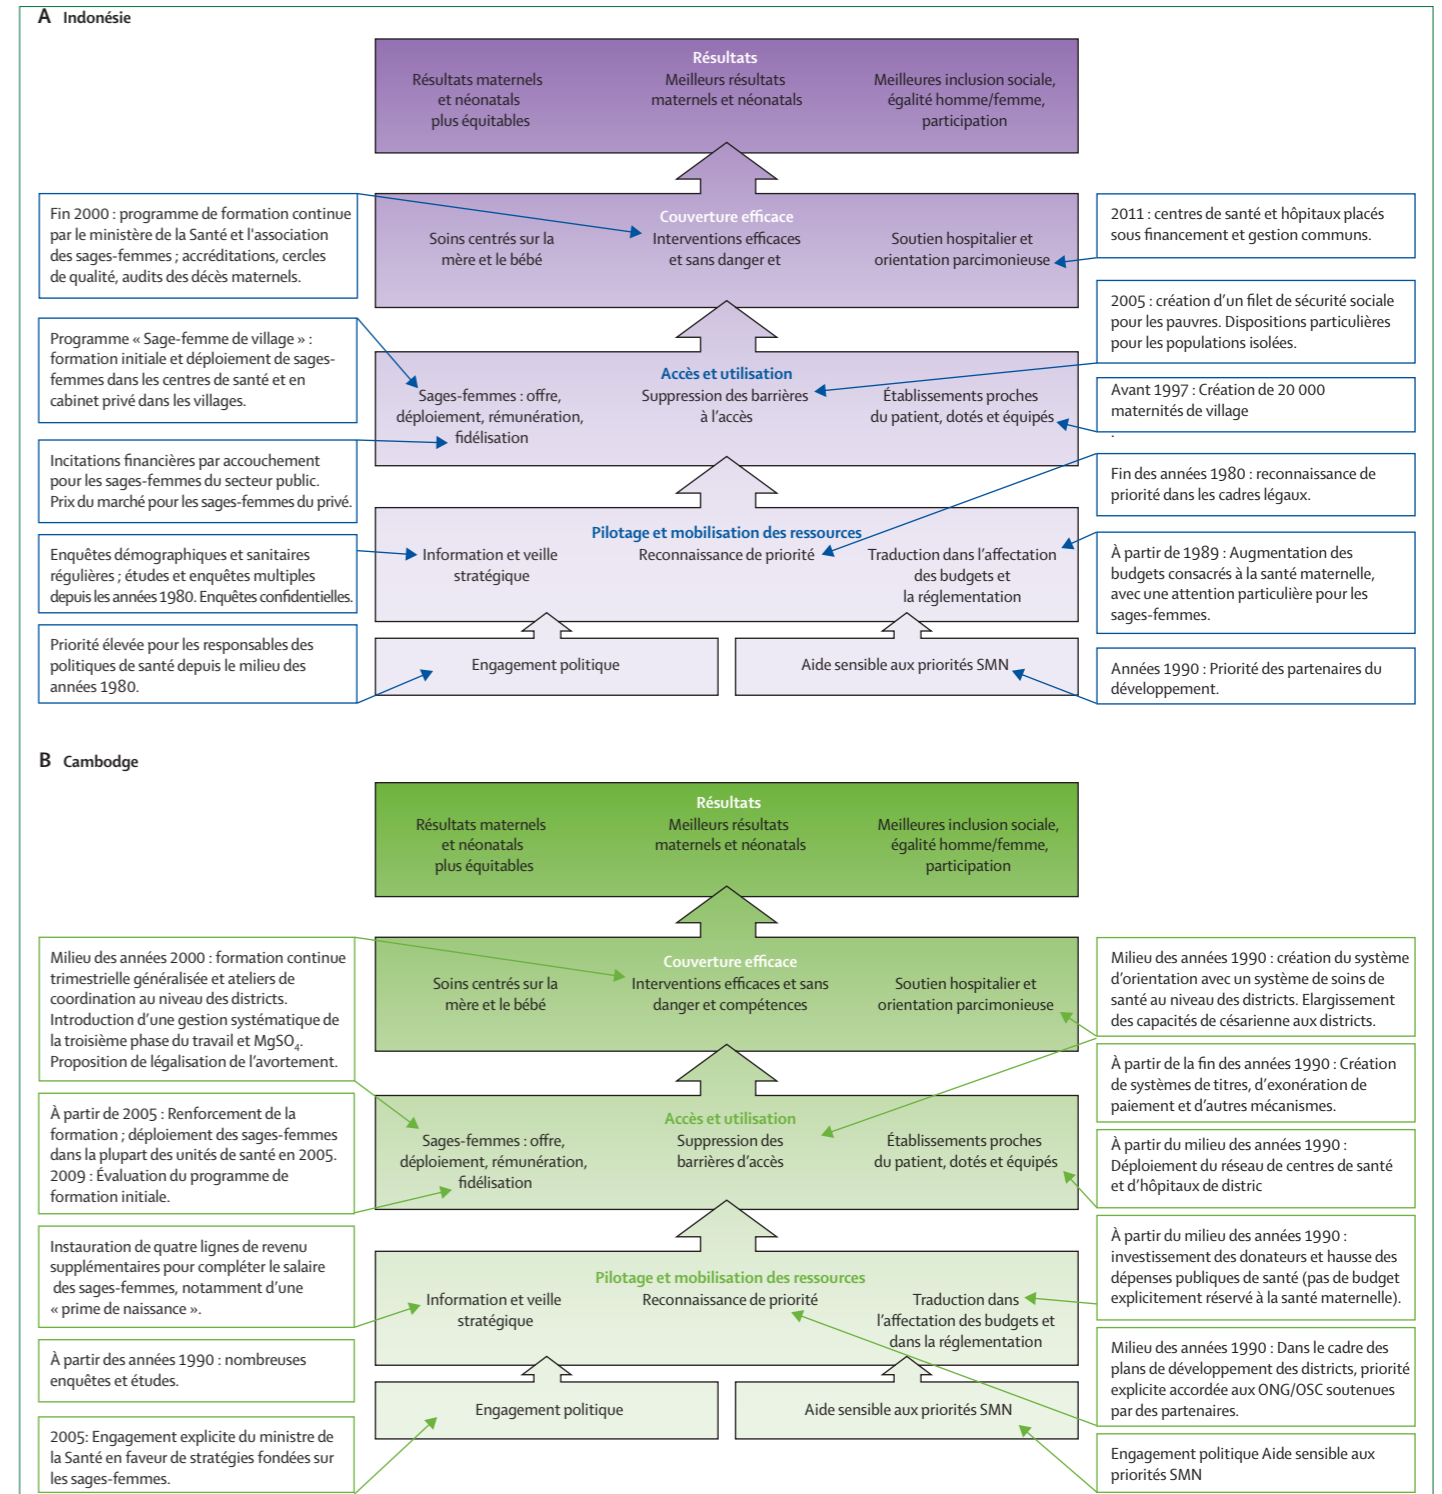 A Indonésie
Résultats
Résultats maternels
et néonatals
plus équitables
Meilleurs résultats
maternels et néonatals
Meilleures inclusion sociale,
égalité homme/femme,
participation
Fin 2000 : programme de formation continue
par le ministère de la Santé et l'association
des sages-femmes ; accréditations, cercles
de qualité, audits des décès maternels.
Couverture efficace
Soins centrés sur la
mère et le bébé
Interventions efficaces
et sans danger et
Soutien hospitalier et
orientation parcimonieuse
2011 : centres de santé et hôpitaux placés
sous financement et gestion communs.
2005 : création d’un filet de sécurité sociale
pour les pauvres. Dispositions particulières
pour les populations isolées.
Programme « Sage-femme de village » :
formation initiale et déploiement de sages-
femmes dans les centres de santé et en
cabinet privé dans les villages.
Accès et utilisation
Sages-femmes : offre,
déploiement, rémunération,
fidélisation
Suppression des barrières
à l’accès
Établissements proches
du patient, dotés et équipés
Avant 1997 : Création de 20 000
maternités de village
.
Incitations financières par accouchement
pour les sages-femmes du secteur public.
Prix du marché pour les sages-femmes du privé.
Fin des années 1980 : reconnaissance de
priorité dans les cadres légaux.
Pilotage et mobilisation des ressources
Information et veille
stratégique
Reconnaissance de priorité
Traduction dans l’affectation
des budgets et
la réglementation
Enquêtes démographiques et sanitaires
régulières ; études et enquêtes multiples
depuis les années 1980. Enquêtes confidentielles.
À partir de 1989 : Augmentation des
budgets consacrés à la santé maternelle,
avec une attention particulière pour les
sages-femmes.
Priorité élevée pour les responsables des
politiques de santé depuis le milieu des
années 1980.
Engagement politique
Aide sensible aux priorités SMN
Années 1990 : Priorité des partenaires du
développement.
B Cambodge
Résultats
Résultats maternels
et néonatals
plus équitables
Meilleurs résultats
maternels et néonatals
Meilleures inclusion sociale,
égalité homme/femme,
participation
Milieu des années 2000 : formation continue
trimestrielle généralisée et ateliers de
coordination au niveau des districts.
Introduction d’une gestion systématique de
la troisième phase du travail et MgSO₄.
Proposition de légalisation de l’avortement.
Couverture efficace
Soins centrés sur la
mère et le bébé
Interventions efficaces et sans
danger et compétences
Soutien hospitalier et
orientation parcimonieuse
Milieu des années 1990 : création du système
d’orientation avec un système de soins de
santé au niveau des districts. Elargissement
des capacités de césarienne aux districts.
À partir de la fin des années 1990 : Création
de systèmes de titres, d’exonération de
paiement et d’autres mécanismes.
À partir de 2005 : Renforcement de la
formation ; déploiement des sages-femmes
dans la plupart des unités de santé en 2005.
2009 : Évaluation du programme de
formation initiale.
Accès et utilisation
Sages-femmes : offre,
déploiement, rémunération,
fidélisation
Suppression des
barrières d’accès
Établissements proches
du patient, dotés et équipés
À partir du milieu des années 1990 :
Déploiement du réseau de centres de santé
et d’hôpitaux de distric
Instauration de quatre lignes de revenu
supplémentaires pour compléter le salaire
des sages-femmes, notamment d’une
« prime de naissance ».
Pilotage et mobilisation des ressources
Information et veille
stratégique
Reconnaissance de priorité
Traduction dans
l’affectation des budgets et
dans la réglementation
À partir du milieu des années 1990 :
investissement des donateurs et hausse des
dépenses publiques de santé (pas de budget
explicitement réservé à la santé maternelle).
À partir des années 1990 : nombreuses
enquêtes et études.
Milieu des années 1990 : Dans le cadre des
plans de développement des districts, priorité
explicite accordée aux ONG/OSC soutenues
par des partenaires.
2005: Engagement explicite du ministre de
la Santé en faveur de stratégies fondées sur
les sages-femmes.
Engagement politique
Aide sensible aux priorités SMN
Engagement politique Aide sensible aux
priorités SMN